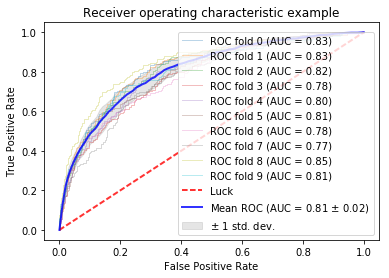 Receiver operating characteristic example
True Positive Rate
1.0
0.8
0.6
0.4
0.2
0.0
ROC fold 0 (AUC = 0.83)
ROC fold 1 (AUC = 0.83)
ROC fold 2 (AUC = 0.82)
ROC fold 3 (AUC = 0.78)
ROC fold 4 (AUC = 0.80)
ROC fold 5 (AUC = 0.81)
ROC fold 6 (AUC = 0.78)
ROC fold 7 (AUC = 0.77)
ROC fold 8 (AUC = 0.85)
ROC fold 9 (AUC = 0.81)
Luck
Mean ROC (AUC = 0.81 ± 0.02)
± 1 std. dev.
0.0 0.2 0.4 0.6 0.8 1.0
False Positive Rate